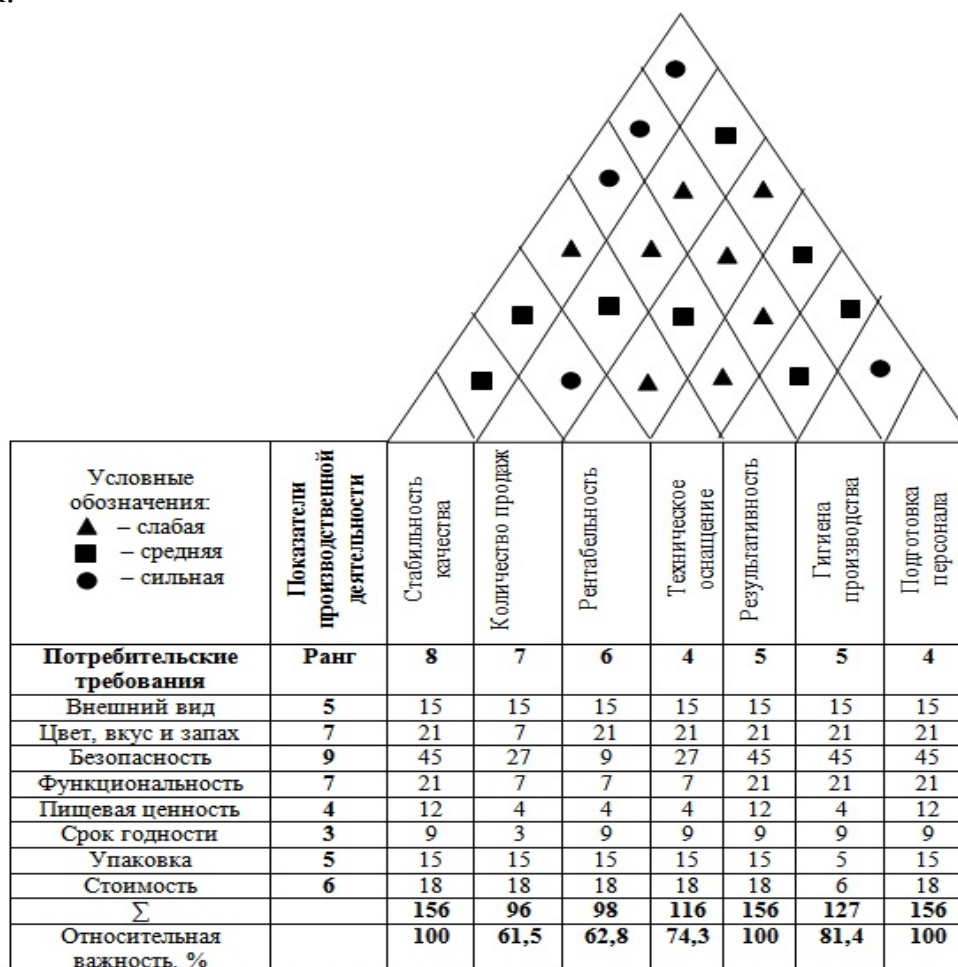 Условные
обозначения:
▲ – слабая
■ – средняя
● – сильная
Показатели
производственной
деятельности
Стабильность
качества
Количество продаж
Рентабельность
Техническое
оснащение
Результативность
Гигиена
производства
Подготовка
персонала
Потребительские требования Ранг 8 7 6 4 5 5 4
Внешний вид 5 15 15 15 15 15 15 15
Цвет, вкус и запах 7 21 7 21 21 21 21 21
Безопасность 9 45 27 9 27 45 45 45
Функциональность 7 21 7 7 7 21 21 21
Пищевая ценность 4 12 4 4 4 12 4 12
Срок годности 3 9 3 9 9 9 9 9
Упаковка 5 15 15 15 15 15 5 15
Стоимость 6 18 18 18 18 18 6 18
∑ 156 96 98 116 156 127 156
Относительная важность, % 100 61,5 62,8 74,3 100 81,4 100